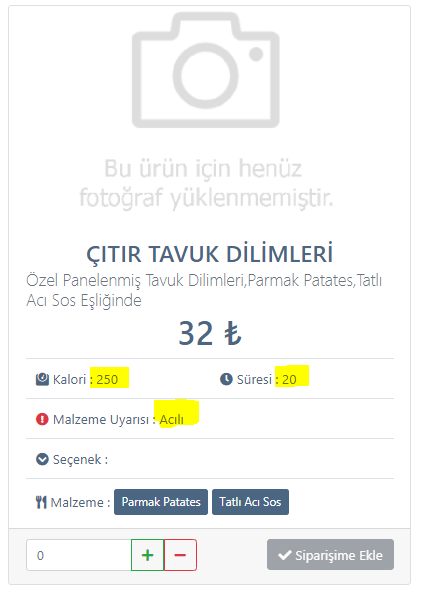 Bu ürün için henüz
fotoğraf yüklenmemiştir.
ÇITIR TAVUK DİLİMLERİ
Özel Panelenmiş Tavuk Dilimleri,Parmak Patates,Tatlı
Acı Sos Eşliğinde
32 ₺
Kalori : 250 Süresi : 20
Malzeme Uyarısı : Acılı
Seçenek :
Malzeme : Parmak Patates Tatlı Acı Sos
0 + − Siparişime Ekle